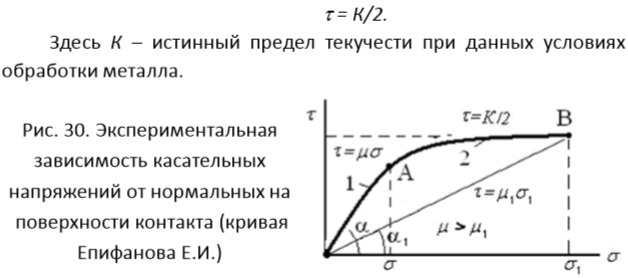 τ = К/2.
Здесь К – истинный предел текучести при данных условиях
обработки металла.
Рис. 30. Экспериментальная
зависимость касательных
напряжений от нормальных на
поверхности контакта (кривая
Епифанова Е.И.)
τ
τ=K/2
B
τ=μσ
A
2
1
τ=μ₁σ₁
α
α₁
μ > μ₁
σ
σ₁
σ